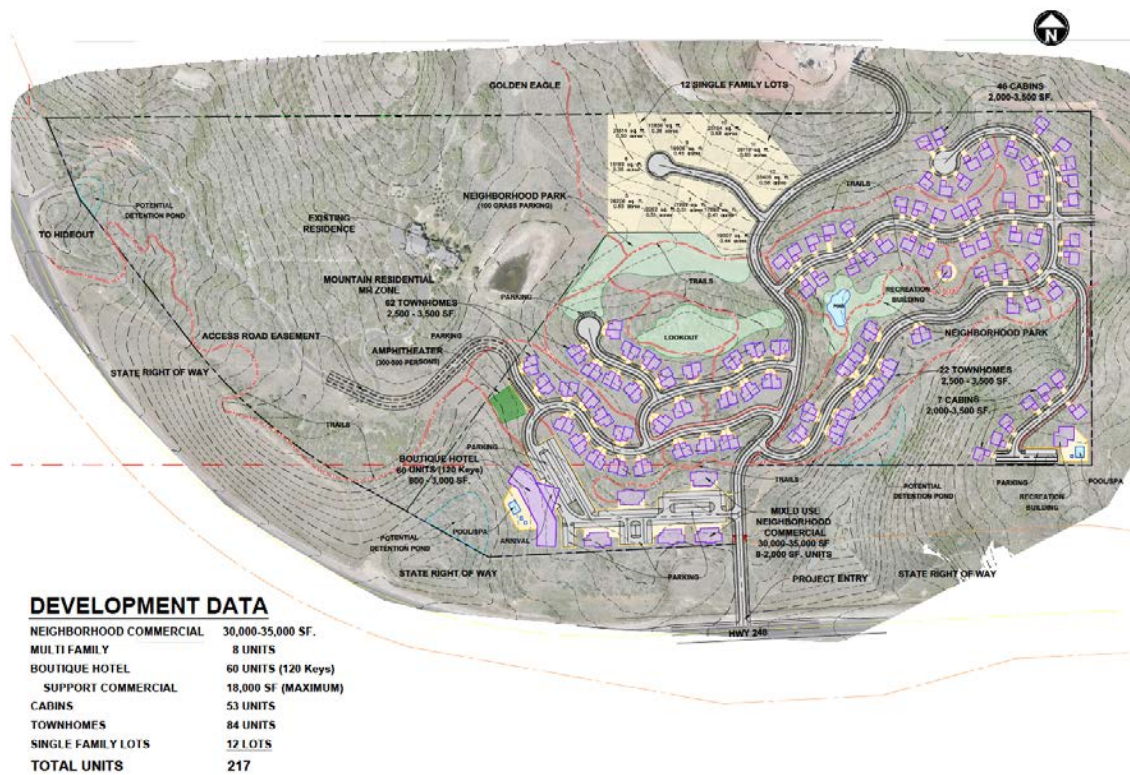 N
GOLDEN EAGLE
12 SINGLE FAMILY LOTS
46 CABINS
2,000-3,500 SF.
TRAILS
NEIGHBORHOOD PARK
(100 GRASS PARKING)
POTENTIAL
DETENTION POND
EXISTING
RESIDENCE
TO HIDEOUT
MOUNTAIN RESIDENTIAL
MR ZONE
62 TOWNHOMES
2,500 - 3,500 SF.
PARKING
TRAILS
RECREATION
BUILDING
POND
ACCESS ROAD EASEMENT
PARKING
LOOKOUT
NEIGHBORHOOD PARK
AMPHITHEATER
(300-500 PERSONS)
STATE RIGHT OF WAY
22 TOWNHOMES
2,500 - 3,500 SF.
7 CABINS
2,000-3,500 SF.
TRAILS
PARKING
BOUTIQUE HOTEL
60 UNITS (120 Keys)
800 - 3,000 SF.
TRAILS
POTENTIAL
DETENTION POND
PARKING
POOL/SPA
RECREATION
BUILDING
MIXED USE
NEIGHBORHOOD
COMMERCIAL
30,000-35,000 SF
8-2,000 SF. UNITS
POOL/SPA
ARRIVAL
POTENTIAL
DETENTION POND
STATE RIGHT OF WAY
PARKING
PROJECT ENTRY
STATE RIGHT OF WAY
HWY 248
DEVELOPMENT DATA
NEIGHBORHOOD COMMERCIAL 30,000-35,000 SF.
MULTI FAMILY 8 UNITS
BOUTIQUE HOTEL 60 UNITS (120 Keys)
SUPPORT COMMERCIAL 18,000 SF (MAXIMUM)
CABINS 53 UNITS
TOWNHOMES 84 UNITS
SINGLE FAMILY LOTS 12 LOTS
TOTAL UNITS 217